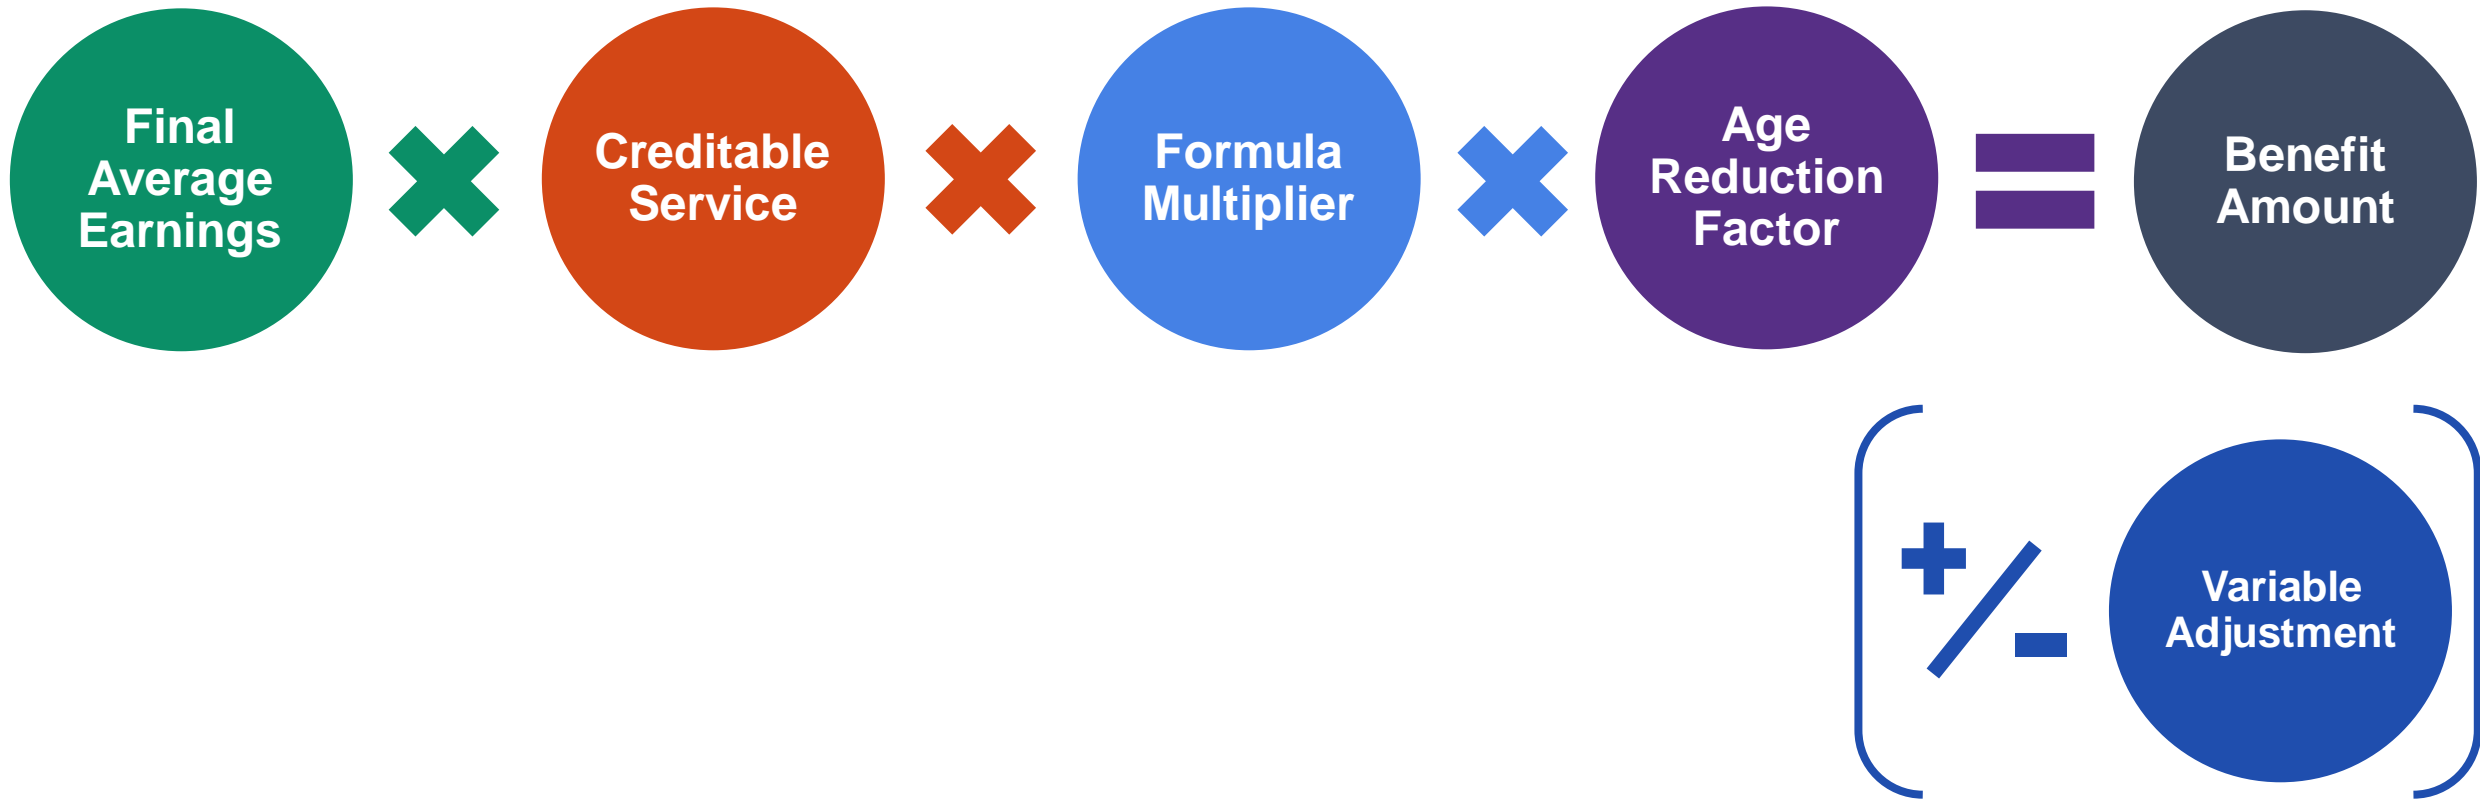 Final
Average
Earnings
Creditable
Service
Formula
Multiplier
Age
Reduction
Factor
Benefit
Amount
Variable
Adjustment